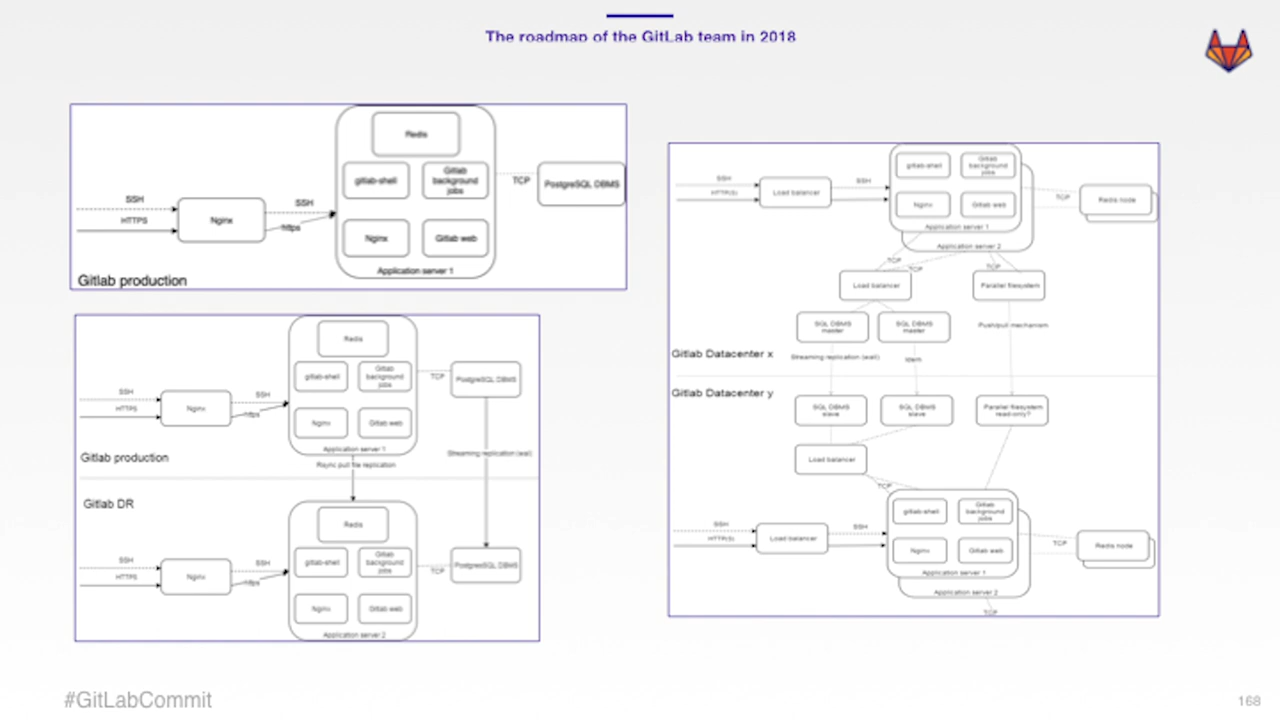 The roadmap of the GitLab team in 2018
Redis
gitlab-shell
Gitlab background jobs
TCP
PostgreSQL DBMS
SSH
HTTPS
Nginx
SSH
https
Nginx
Gitlab web
Application server 1
Gitlab production
Redis
gitlab-shell
Gitlab background jobs
TCP
PostgreSQL DBMS
SSH
HTTPS
Nginx
SSH
https
Nginx
Gitlab web
Application server 1
Gitlab production
Rsync pull file replication
Streaming replication (wal)
Gitlab DR
Redis
gitlab-shell
Gitlab background jobs
TCP
PostgreSQL DBMS
SSH
HTTPS
Nginx
SSH
https
Nginx
Gitlab web
Application server 2
gitlab-shell
Gitlab background jobs
SSH
HTTP(S)
Load balancer
SSH
TCP
Redis node
Nginx
Gitlab web
Application server 1
Application server 2
TCP
TCP
TCP
Load balancer
Parallel filesystem
SQL DBMS master
SQL DBMS master
Push/pull mechanism
Gitlab Datacenter x
Streaming replication (wal)
Idem
Gitlab Datacenter y
SQL DBMS slave
SQL DBMS slave
Parallel filesystem read-only?
Load balancer
TCP
gitlab-shell
Gitlab background jobs
SSH
HTTP(S)
Load balancer
SSH
TCP
Redis node
Nginx
Gitlab web
Application server 1
Application server 2
TCP
#GitLabCommit
168